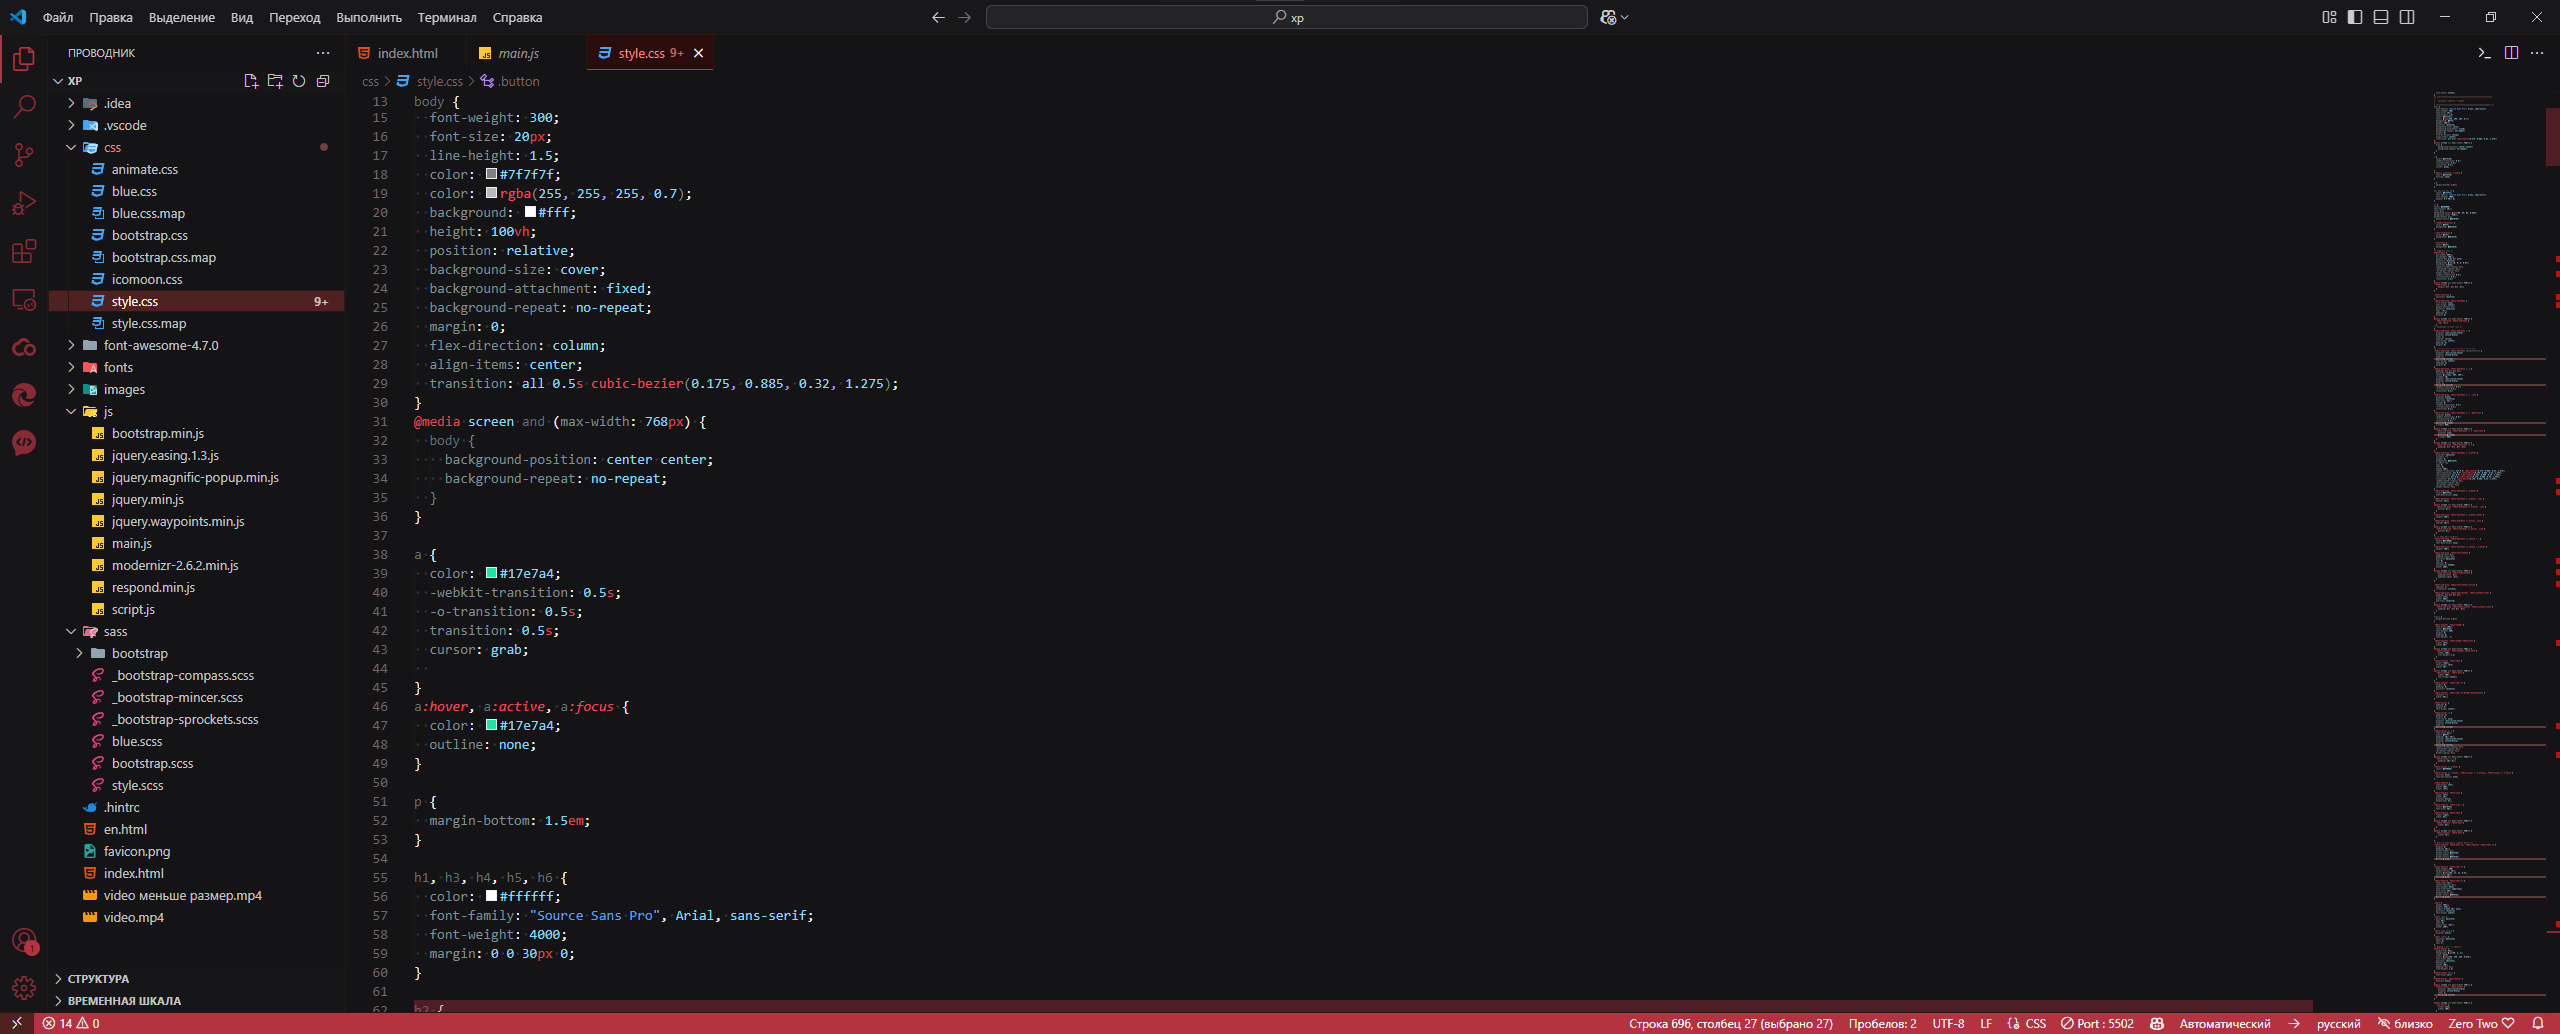 Файл Правка Выделение Вид Переход Выполнить Терминал Справка
xp
ПРОВОДНИК
index.html
main.js
style.css 9+
XP
css > style.css > .button
.idea
.vscode
css
animate.css
blue.css
blue.css.map
bootstrap.css
bootstrap.css.map
icomoon.css
style.css 9+
style.css.map
font-awesome-4.7.0
fonts
images
js
bootstrap.min.js
jquery.easing.1.3.js
jquery.magnific-popup.min.js
jquery.min.js
jquery.waypoints.min.js
main.js
modernizr-2.6.2.min.js
respond.min.js
script.js
sass
bootstrap
_bootstrap-compass.scss
_bootstrap-mincer.scss
_bootstrap-sprockets.scss
blue.scss
bootstrap.scss
style.scss
.hintrc
en.html
favicon.png
index.html
video меньше размер.mp4
video.mp4
СТРУКТУРА
ВРЕМЕННАЯ ШКАЛА
13 body {
15 font-weight: 300;
16 font-size: 20px;
17 line-height: 1.5;
18 color: #7f7f7f;
19 color: rgba(255, 255, 255, 0.7);
20 background: #fff;
21 height: 100vh;
22 position: relative;
23 background-size: cover;
24 background-attachment: fixed;
25 background-repeat: no-repeat;
26 margin: 0;
27 flex-direction: column;
28 align-items: center;
29 transition: all 0.5s cubic-bezier(0.175, 0.885, 0.32, 1.275);
30 }
31 @media screen and (max-width: 768px) {
32 body {
33 background-position: center center;
34 background-repeat: no-repeat;
35 }
36 }
37
38 a {
39 color: #17e7a4;
40 -webkit-transition: 0.5s;
41 -o-transition: 0.5s;
42 transition: 0.5s;
43 cursor: grab;
44
45 }
46 a:hover, a:active, a:focus {
47 color: #17e7a4;
48 outline: none;
49 }
50
51 p {
52 margin-bottom: 1.5em;
53 }
54
55 h1, h3, h4, h5, h6 {
56 color: #ffffff;
57 font-family: "Source Sans Pro", Arial, sans-serif;
58 font-weight: 4000;
59 margin: 0 0 30px 0;
60 }
61
62 h2 {
1
14 0
Строка 696, столбец 27 (выбрано 27) Пробелов: 2 UTF-8 LF {} CSS Port : 5502 Автоматический → русский близко Zero Two